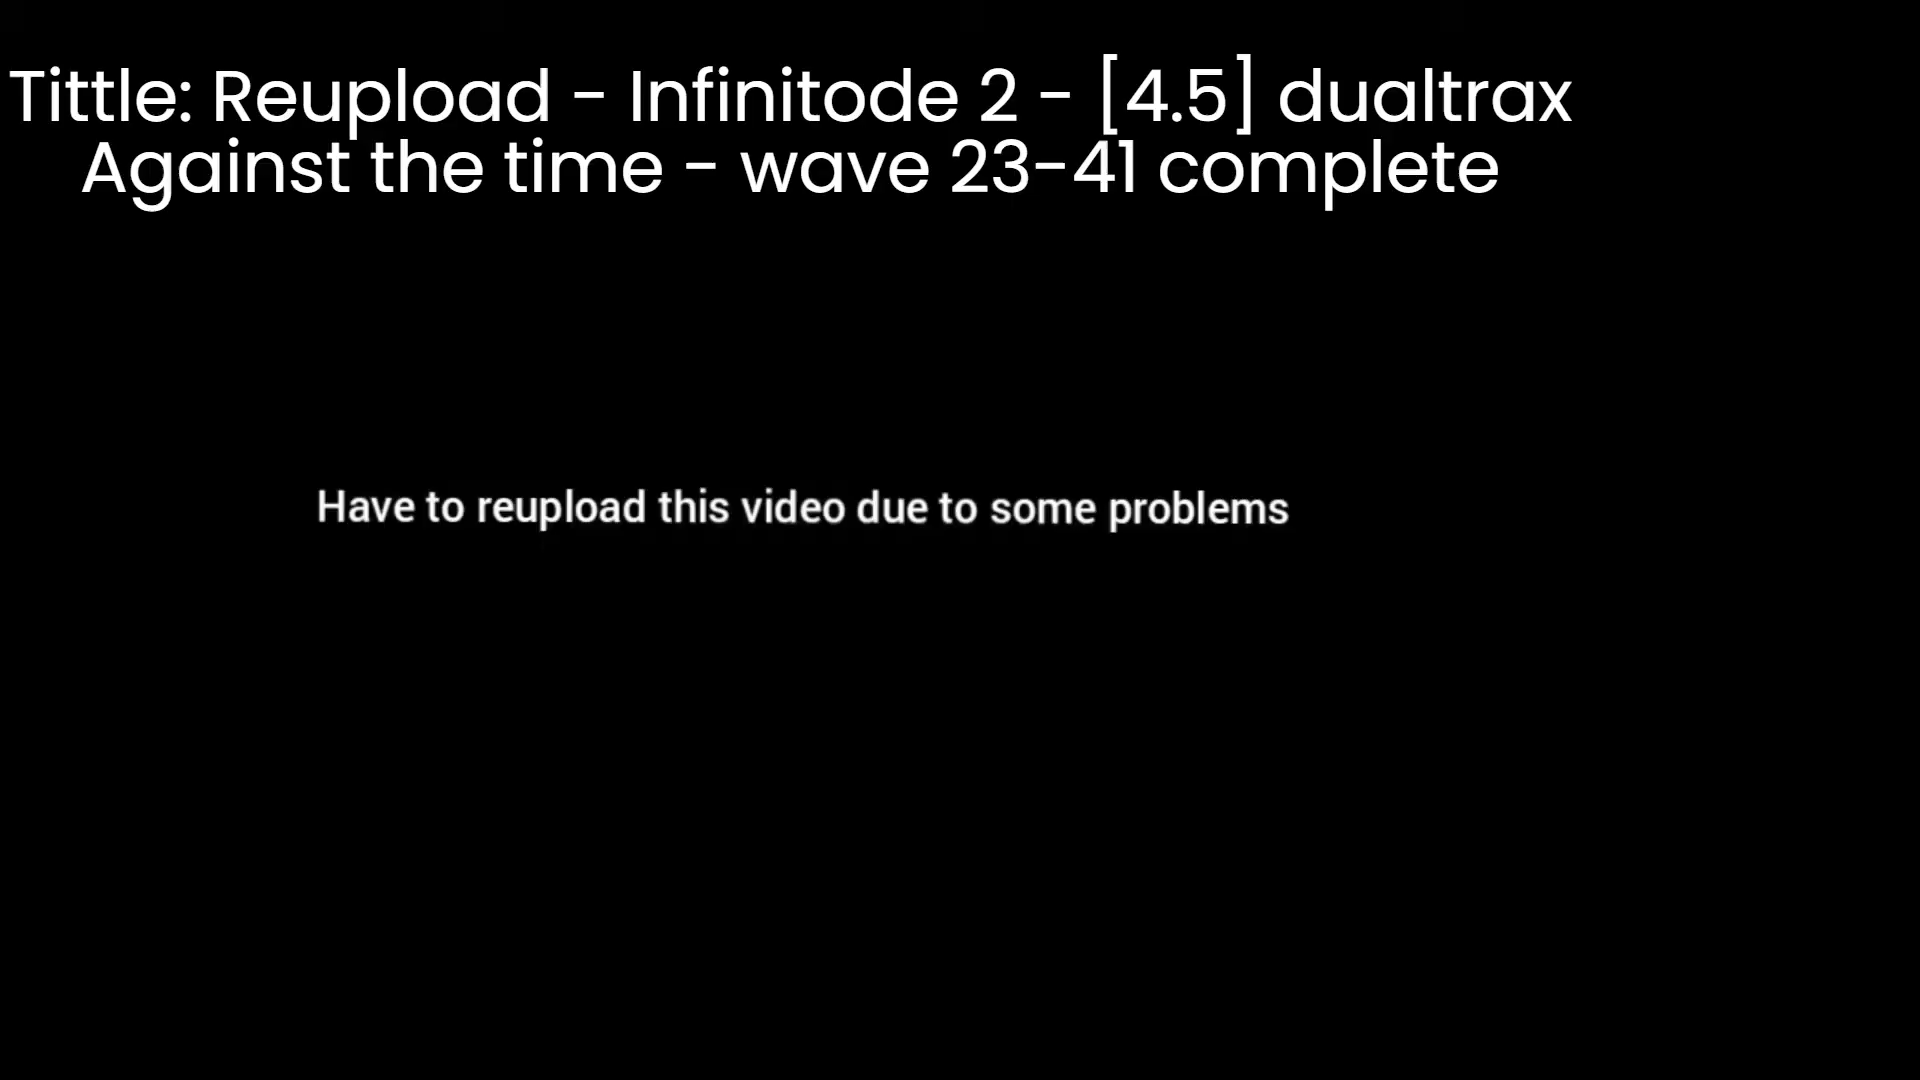 Tittle: Reupload - Infinitode 2 - [4.5] dualtrax
Against the time - wave 23-41 complete
Have to reupload this video due to some problems